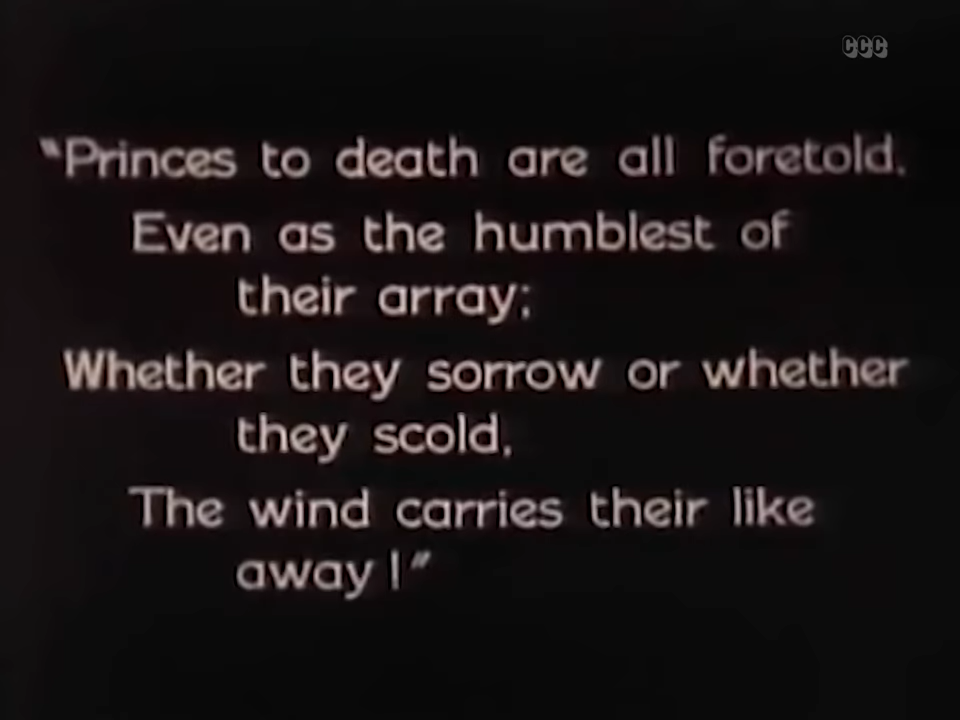 CCC
"Princes to death are all foretold,
Even as the humblest of
their array;
Whether they sorrow or whether
they scold,
The wind carries their like
away!"